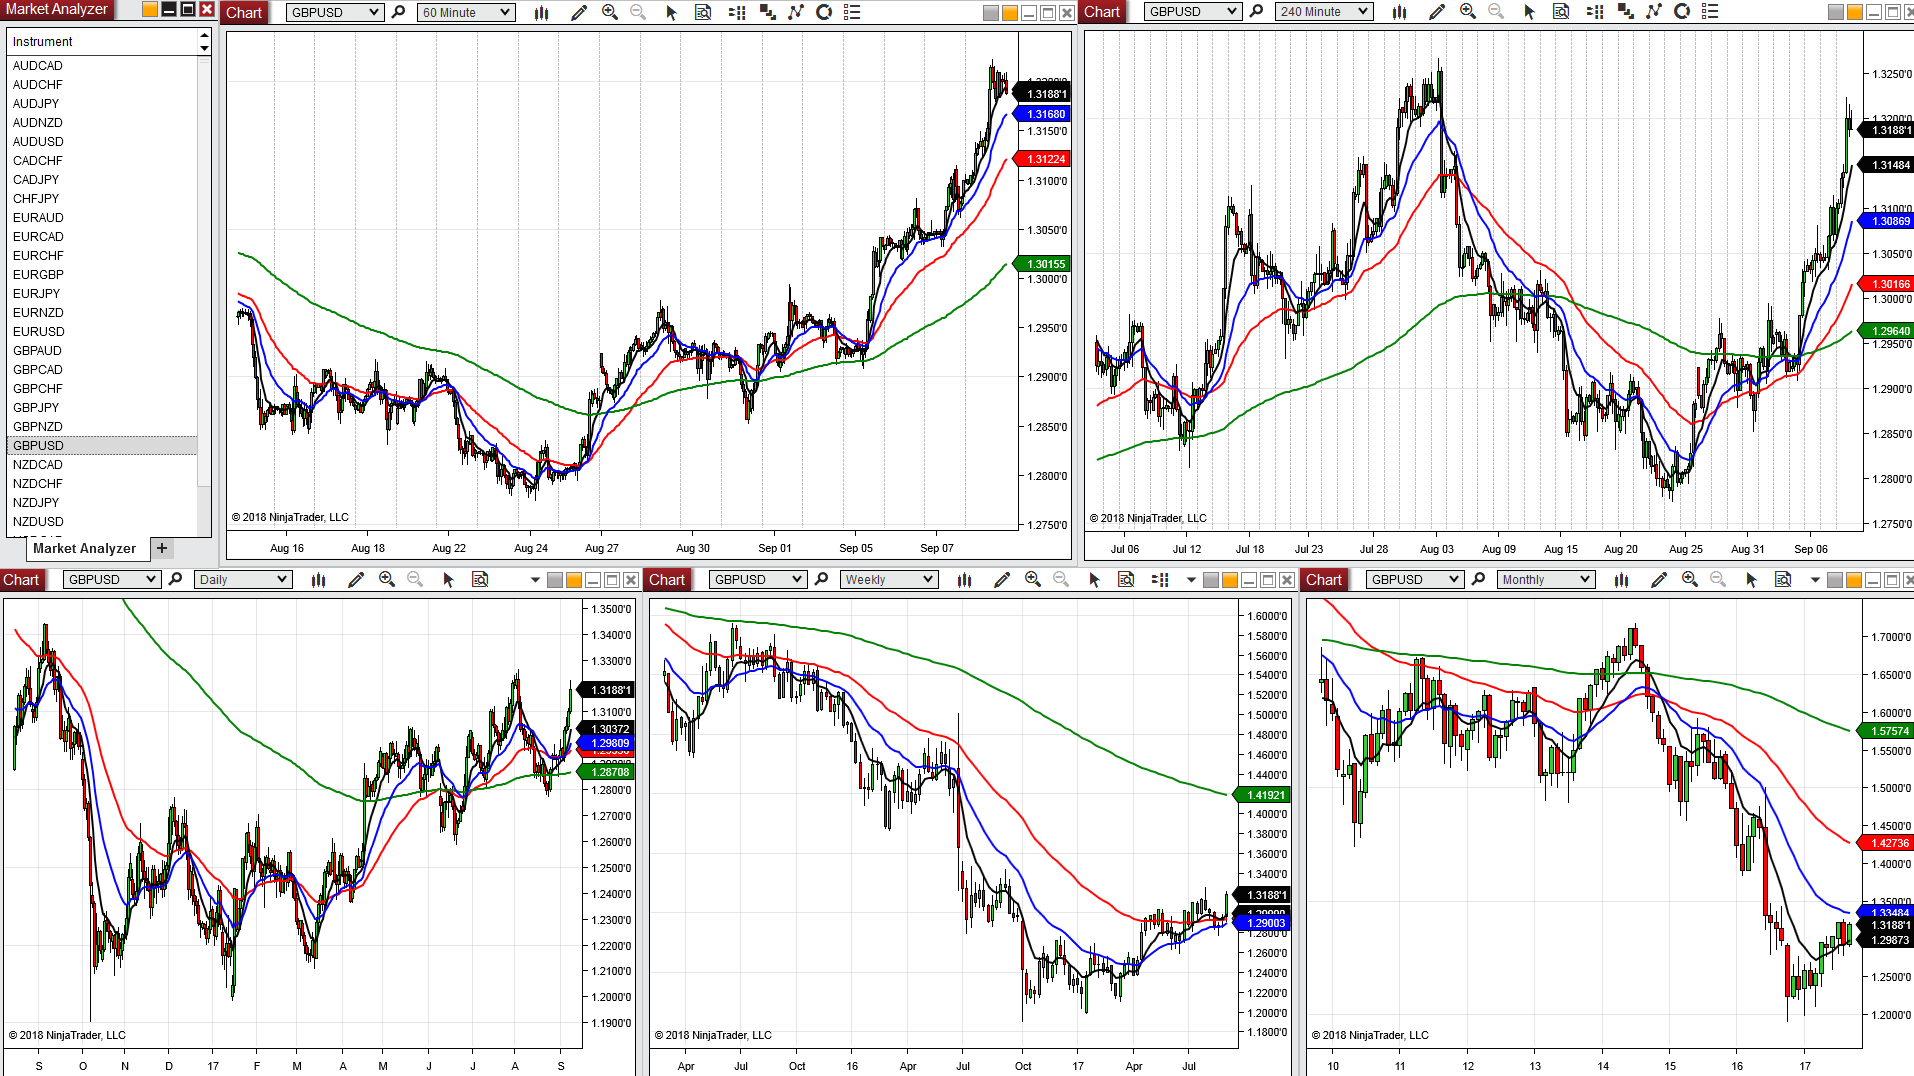 Market Analyzer
Instrument
AUDCAD
AUDCHF
AUDJPY
AUDNZD
AUDUSD
CADCHF
CADJPY
CHFJPY
EURAUD
EURCAD
EURCHF
EURGBP
EURJPY
EURNZD
EURUSD
GBPAUD
GBPCAD
GBPCHF
GBPJPY
GBPNZD
GBPUSD
NZDCAD
NZDCHF
NZDJPY
NZDUSD
Market Analyzer +
Chart GBPUSD 60 Minute
1.3188'1
1.31680
1.3150'0
1.31224
1.3100'0
1.3050'0
1.30155
1.3000'0
1.2950'0
1.2900'0
1.2850'0
1.2800'0
1.2750'0
© 2018 NinjaTrader, LLC
Aug 16 Aug 18 Aug 22 Aug 24 Aug 27 Aug 30 Sep 01 Sep 05 Sep 07
Chart GBPUSD 240 Minute
1.3250'0
1.3200'0
1.3188'1
1.31484
1.3100'0
1.30869
1.3050'0
1.30166
1.3000'0
1.29640
1.2950'0
1.2900'0
1.2850'0
1.2800'0
1.2750'0
© 2018 NinjaTrader, LLC
Jul 06 Jul 12 Jul 18 Jul 23 Jul 28 Aug 03 Aug 09 Aug 15 Aug 20 Aug 25 Aug 31 Sep 06
Chart GBPUSD Daily
1.3500'0
1.3400'0
1.3300'0
1.3188'1
1.3100'0
1.30372
1.29809
1.28708
1.2800'0
1.2700'0
1.2600'0
1.2500'0
1.2400'0
1.2300'0
1.2200'0
1.2100'0
1.2000'0
1.1900'0
© 2018 NinjaTrader, LLC
S O N D 17 F M A M J J A S
Chart GBPUSD Weekly
1.6000'0
1.5800'0
1.5600'0
1.5400'0
1.5200'0
1.5000'0
1.4800'0
1.4600'0
1.4400'0
1.41921
1.4000'0
1.3800'0
1.3600'0
1.3400'0
1.3188'1
1.29003
1.2800'0
1.2600'0
1.2400'0
1.2200'0
1.2000'0
1.1800'0
© 2018 NinjaTrader, LLC
Apr Jul Oct 16 Apr Jul Oct 17 Apr Jul
Chart GBPUSD Monthly
1.7000'0
1.6500'0
1.6000'0
1.57574
1.5500'0
1.5000'0
1.4500'0
1.42736
1.4000'0
1.3500'0
1.33484
1.3188'1
1.29873
1.2500'0
1.2000'0
© 2018 NinjaTrader, LLC
10 11 12 13 14 15 16 17